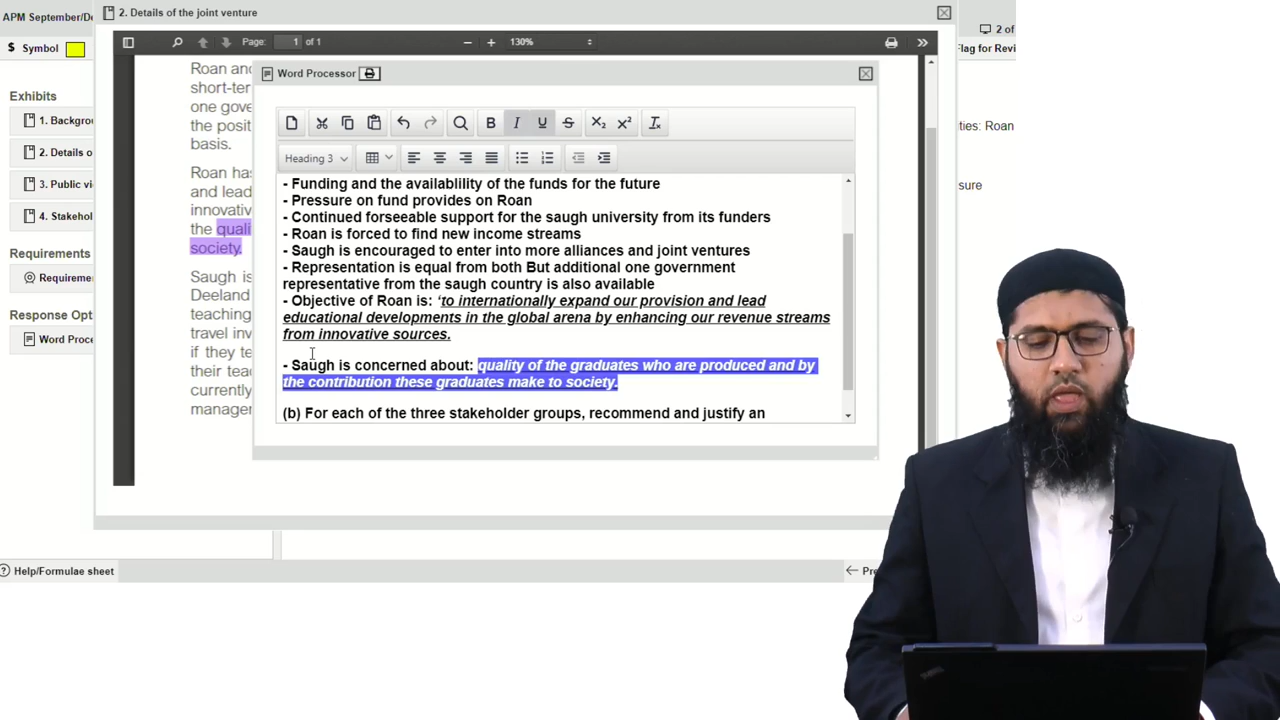 APM September/De
2. Details of the joint venture
2 of
$ Symbol
Page: 1 of 1
130%
Flag for Revi
Exhibits
1. Backgrou
2. Details o
3. Public vi
4. Stakehol
Requirements
Requireme
Response Opt
Word Proce
Roan and
short-ter
one gove
the posit
basis.
Roan has
and lead
innovativ
the quali
society.
Saugh is
Deeland
teaching
travel inv
if they te
their tea
currently
manager
Word Processor
B I U S X₂ X² Ix
Heading 3
- Funding and the availablility of the funds for the future
- Pressure on fund provides on Roan
- Continued forseeable support for the saugh university from its funders
- Roan is forced to find new income streams
- Saugh is encouraged to enter into more alliances and joint ventures
- Representation is equal from both But additional one government
representative from the saugh country is also available
- Objective of Roan is: ‘to internationally expand our provision and lead
educational developments in the global arena by enhancing our revenue streams
from innovative sources.
- Saugh is concerned about: quality of the graduates who are produced and by
the contribution these graduates make to society.
(b) For each of the three stakeholder groups, recommend and justify an
ties: Roan
sure
Help/Formulae sheet
Pre